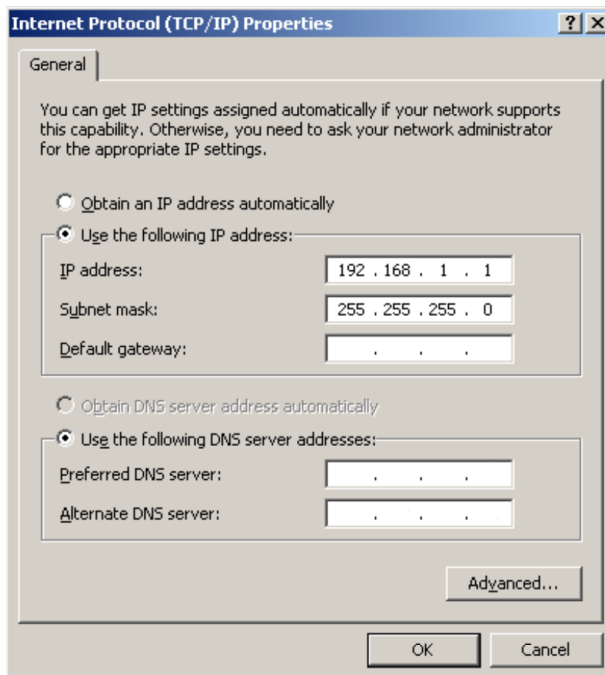 Internet Protocol (TCP/IP) Properties
General
You can get IP settings assigned automatically if your network supports
this capability. Otherwise, you need to ask your network administrator
for the appropriate IP settings.
Obtain an IP address automatically
Use the following IP address:
IP address: 192 . 168 . 1 . 1
Subnet mask: 255 . 255 . 255 . 0
Default gateway: . . .
Obtain DNS server address automatically
Use the following DNS server addresses:
Preferred DNS server: . . .
Alternate DNS server: . . .
Advanced...
OK Cancel